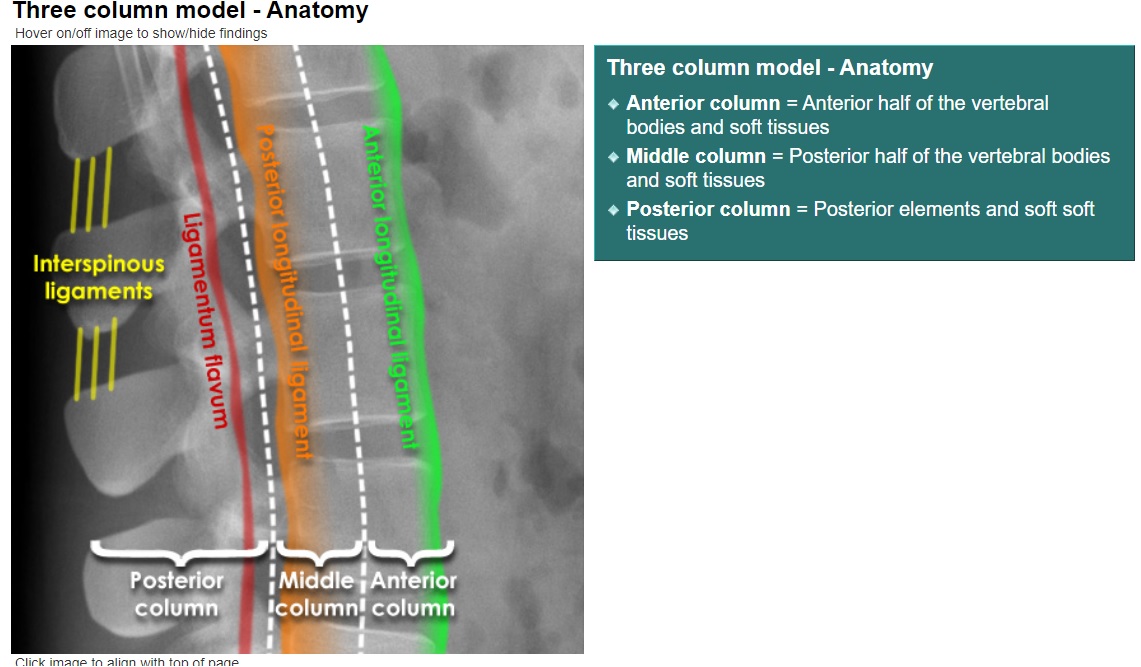 Three column model - Anatomy
Hover on/off image to show/hide findings
Interspinous
ligaments
Ligamentum flavum
Posterior longitudinal ligament
Anterior longitudinal ligament
Posterior
column
Middle
column
Anterior
column
Click image to align with top of page
Three column model - Anatomy
Anterior column = Anterior half of the vertebral
bodies and soft tissues
Middle column = Posterior half of the vertebral bodies
and soft tissues
Posterior column = Posterior elements and soft soft
tissues